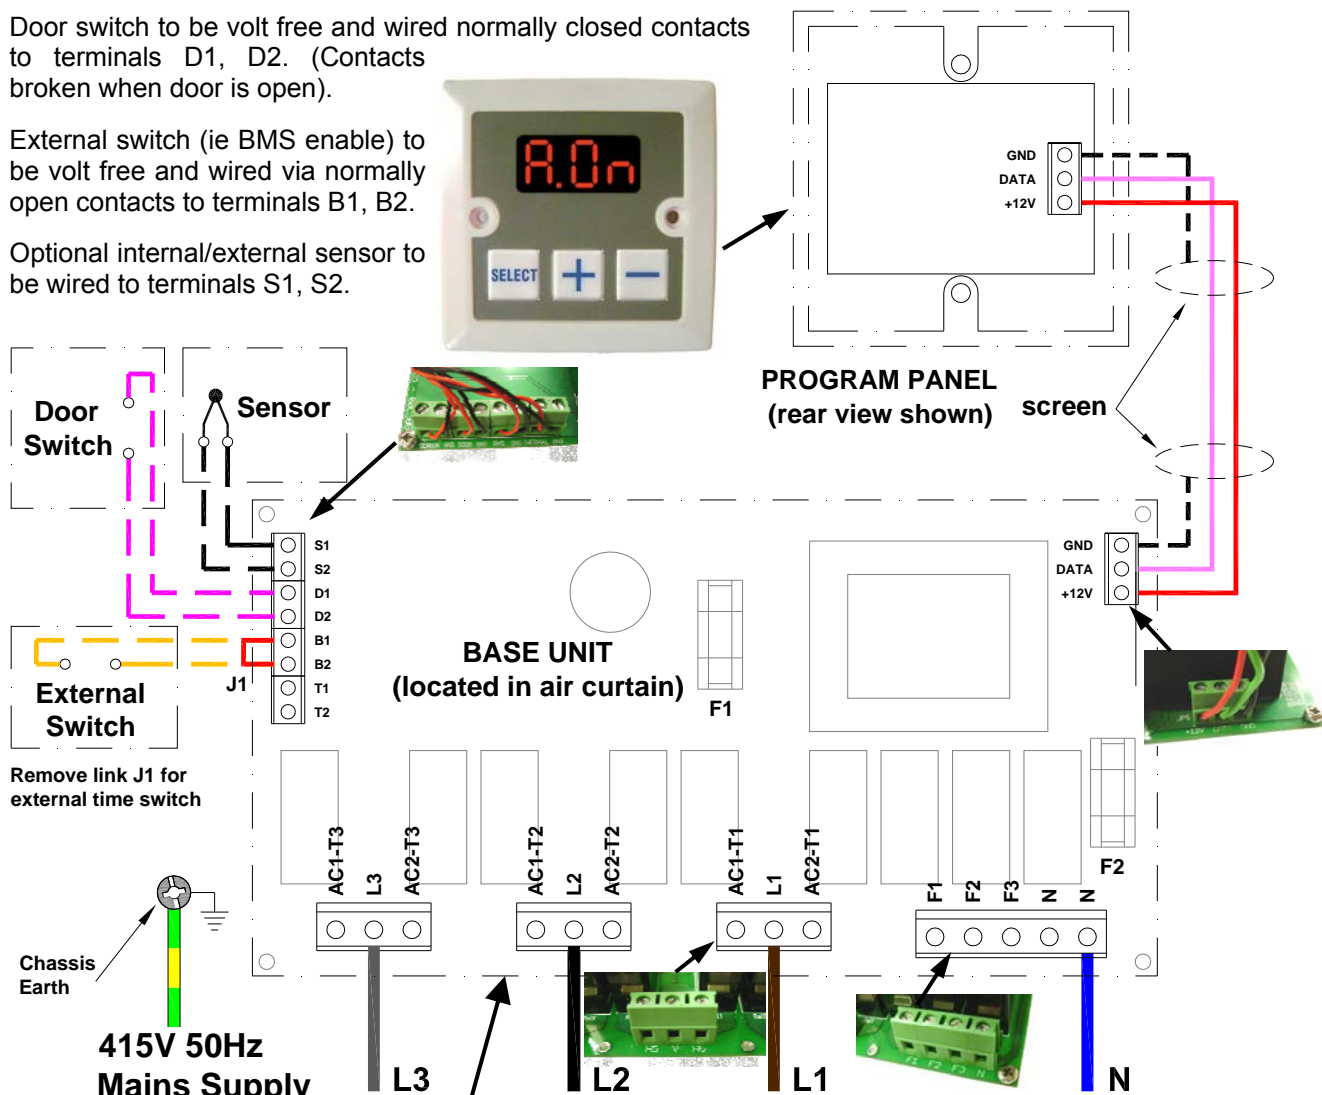 Door switch to be volt free and wired normally closed contacts
to terminals D1, D2. (Contacts
broken when door is open).
External switch (ie BMS enable) to
be volt free and wired via normally
open contacts to terminals B1, B2.
Optional internal/external sensor to
be wired to terminals S1, S2.
A.On
SELECT
+
−
GND
DATA
+12V
PROGRAM PANEL
(rear view shown)
screen
Door
Switch
Sensor
S1
S2
D1
D2
B1
B2
T1
T2
J1
External
Switch
Remove link J1 for
external time switch
BASE UNIT
(located in air curtain)
F1
GND
DATA
+12V
+12V
F2
AC1-T3
L3
AC2-T3
AC1-T2
L2
AC2-T2
AC1-T1
L1
AC2-T1
F1
F2
F3
N
N
Chassis
Earth
415V 50Hz
Mains Supply
L3
L2
L1
F1 F2 F3 N
N